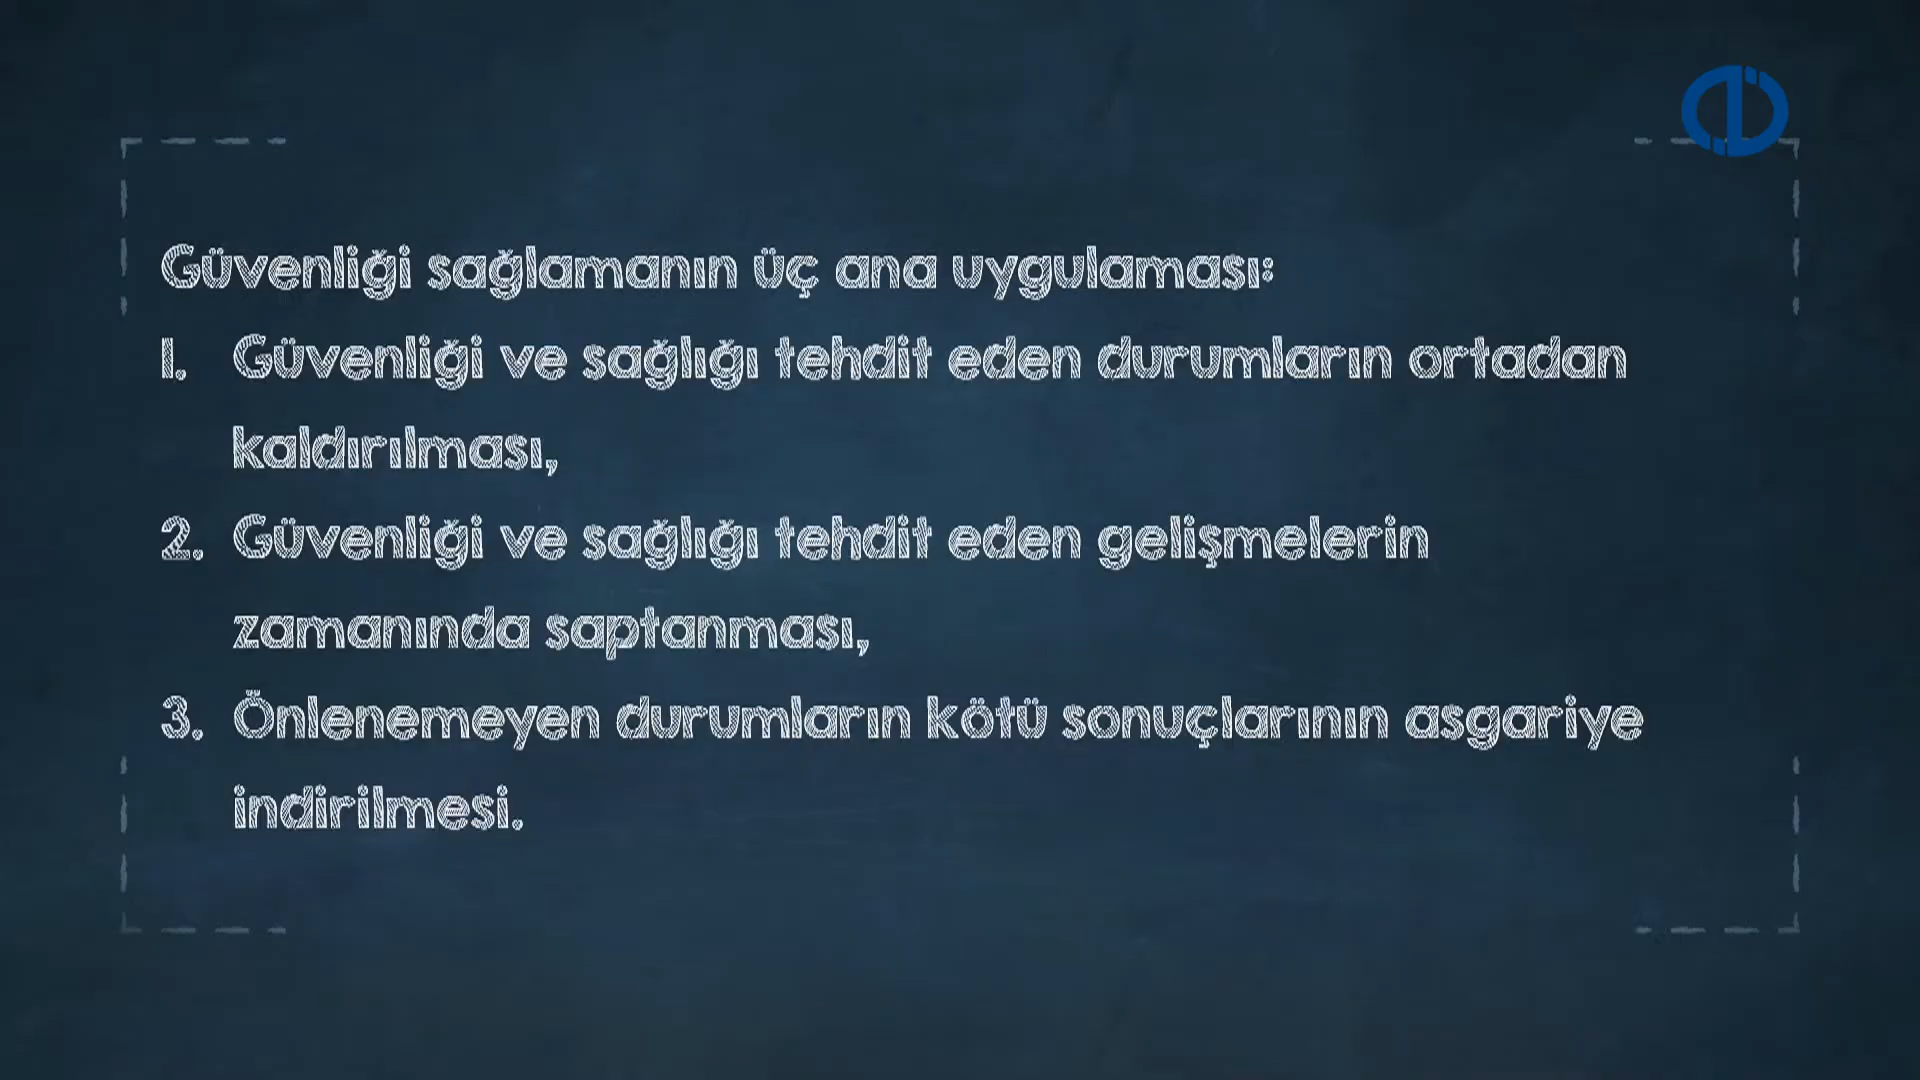 Güvenliği sağlamanın üç ana uygulaması:
1. Güvenliği ve sağlığı tehdit eden durumların ortadan
kaldırılması,
2. Güvenliği ve sağlığı tehdit eden gelişmelerin
zamanında saptanması,
3. Önlenemeyen durumların kötü sonuçlarının asgariye
indirilmesi.